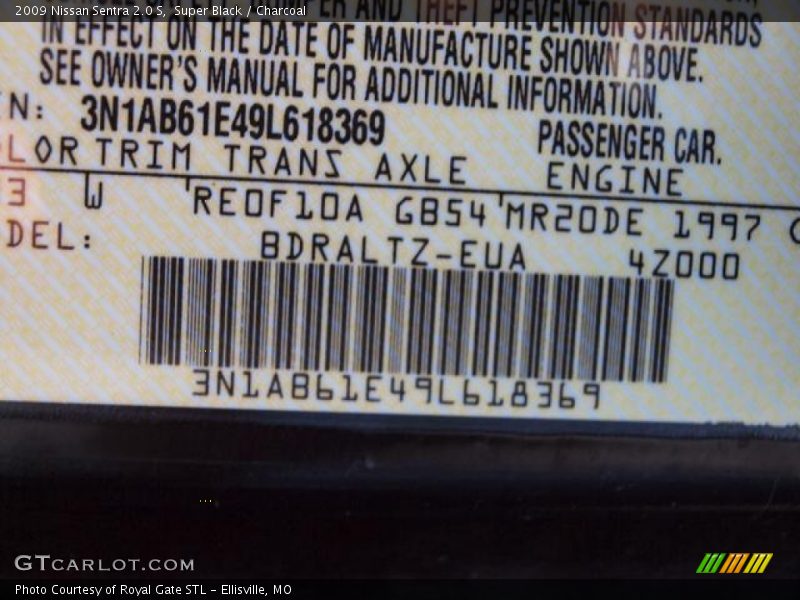 2009 Nissan Sentra 2.0 S, Super Black / Charcoal
AND THEFT PREVENTION STANDARDS
IN EFFECT ON THE DATE OF MANUFACTURE SHOWN ABOVE.
SEE OWNER'S MANUAL FOR ADDITIONAL INFORMATION.
N: 3N1AB61E49L618369 PASSENGER CAR.
LOR TRIM TRANS AXLE ENGINE
3 W RE0F10A GB54 MR20DE 1997 C
DEL: BDRALTZ-EUA 4Z000
3N1AB61E49L618369
GTCARLOT.COM
Photo Courtesy of Royal Gate STL - Ellisville, MO